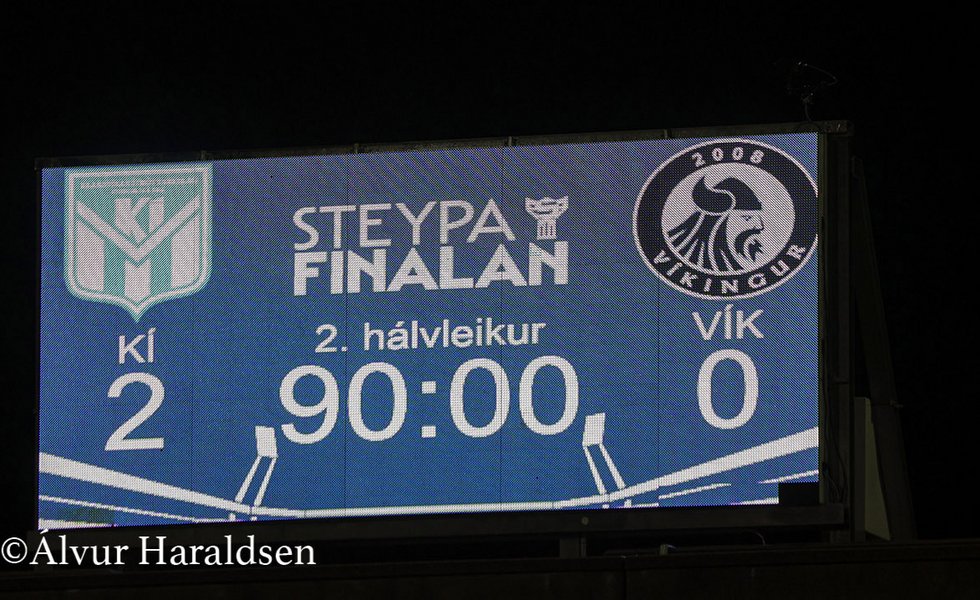 KÍ
STEYPA
FINALAN
2008
VÍKINGUR
KÍ
2. hálvleikur
VÍK
2
90:00
0
©Álvur Haraldsen